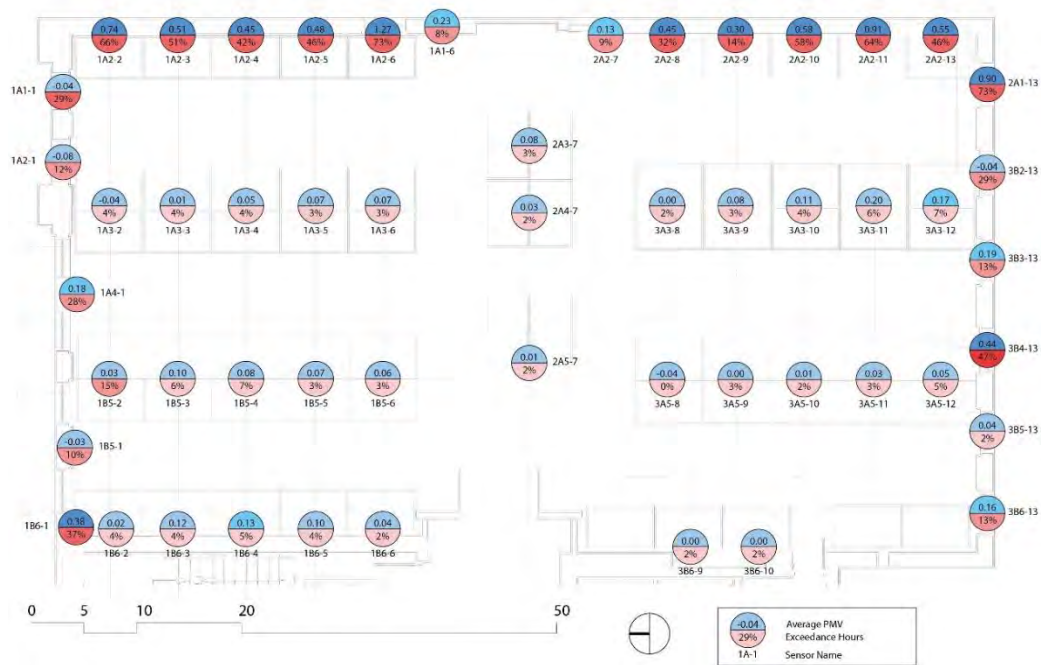 0.74 0.51 0.45 0.48 1.27 0.23 0.13 0.45 0.30 0.58 0.91 0.55
66% 51% 42% 46% 73% 8% 9% 32% 14% 58% 64% 46%
1A2-2 1A2-3 1A2-4 1A2-5 1A2-6 1A1-6 2A2-7 2A2-8 2A2-9 2A2-10 2A2-11 2A2-13
1A1-1 -0.04 0.90 2A1-13
29% 73%
0.08 2A3-7
3%
1A2-1 -0.08 -0.04 3B2-13
12% 29%
-0.04 0.01 0.05 0.07 0.07 0.03 2A4-7 0.00 0.08 0.11 0.20 0.17
4% 4% 4% 3% 3% 2% 2% 3% 4% 6% 7%
1A3-2 1A3-3 1A3-4 1A3-5 1A3-6 3A3-8 3A3-9 3A3-10 3A3-11 3A3-12
0.19 3B3-13
13%
0.18 1A4-1
28%
0.44 3B4-13
47%
0.01 2A5-7
2%
0.03 0.10 0.08 0.07 0.06 -0.04 0.00 0.01 0.03 0.05
15% 6% 7% 3% 3% 0% 3% 2% 3% 5%
1B5-2 1B5-3 1B5-4 1B5-5 1B5-6 3A5-8 3A5-9 3A5-10 3A5-11 3A5-12
0.04 3B5-13
2%
-0.03 1B5-1
10%
0.16 3B6-13
13%
1B6-1 0.38 0.02 0.12 0.13 0.10 0.04
37% 4% 4% 5% 4% 2%
1B6-2 1B6-3 1B6-4 1B6-5 1B6-6
0.00 0.00
2% 2%
3B6-9 3B6-10
0 5 10 20 50
-0.04 Average PMV
29% Exceedance Hours
1A-1 Sensor Name